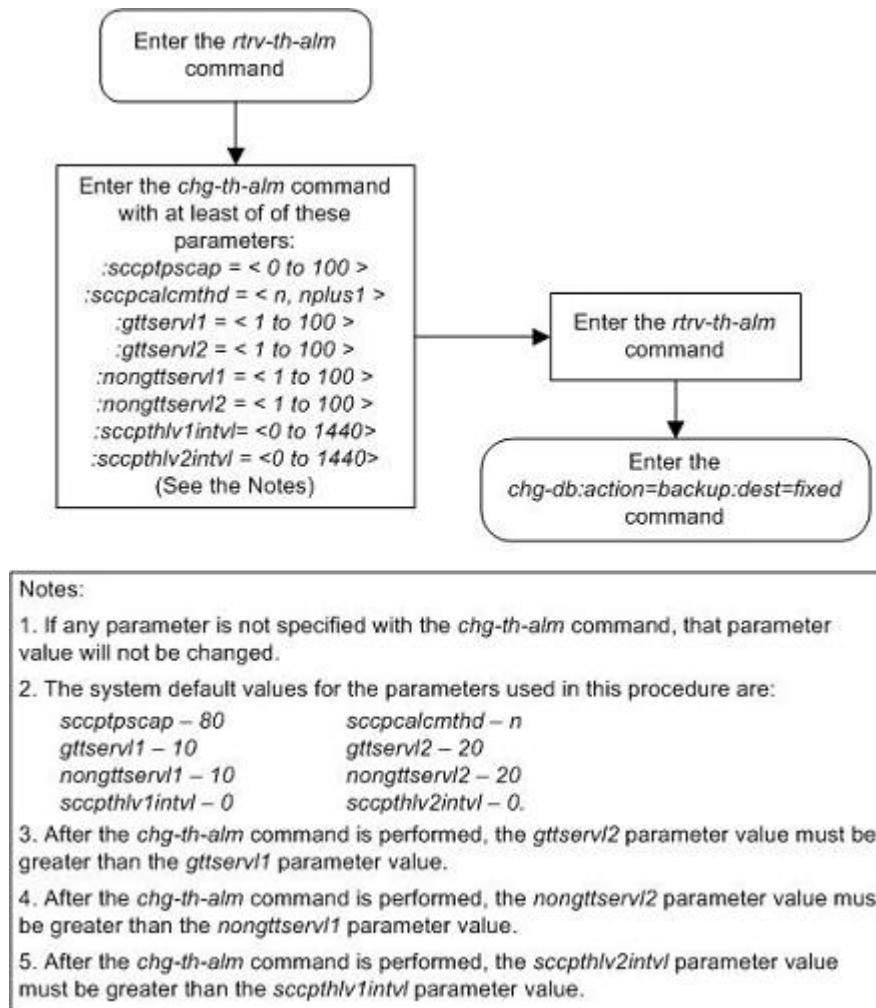 Enter the rtrv-th-alm
command
Enter the chg-th-alm command
with at least of of these
parameters:
:sccptpscap = < 0 to 100 >
:sccpcalcmthd = < n, nplus1 >
:gttservl1 = < 1 to 100 >
:gttservl2 = < 1 to 100 >
:nongttservl1 = < 1 to 100 >
:nongttservl2 = < 1 to 100 >
:sccpthlv1intvl= <0 to 1440>
:sccpthlv2intvl = <0 to 1440>
(See the Notes)
Enter the rtrv-th-alm
command
Enter the
chg-db:action=backup:dest=fixed
command
Notes:
1. If any parameter is not specified with the chg-th-alm command, that parameter
value will not be changed.
2. The system default values for the parameters used in this procedure are:
sccptpscap – 80 sccpcalcmthd – n
gttservl1 – 10 gttservl2 – 20
nongttservl1 – 10 nongttservl2 – 20
sccpthlv1intvl – 0 sccpthlv2intvl – 0.
3. After the chg-th-alm command is performed, the gttservl2 parameter value must be
greater than the gttservl1 parameter value.
4. After the chg-th-alm command is performed, the nongttservl2 parameter value mus
be greater than the nongttservl1 parameter value.
5. After the chg-th-alm command is performed, the sccpthlv2intvl parameter value
must be greater than the sccpthlv1intvl parameter value.